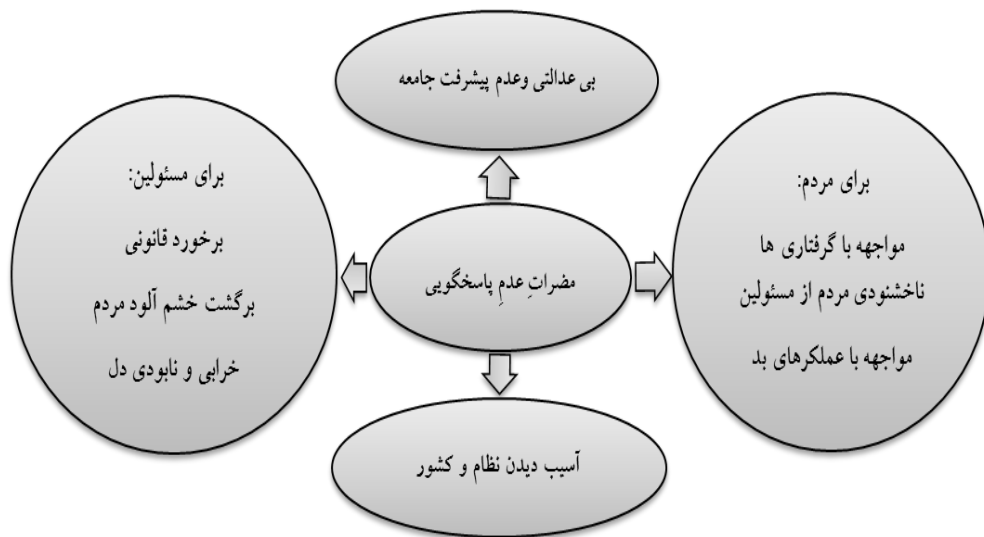 بی عدالتی وعدم پیشرفت جامعه
برای مردم:
مواجهه با گرفتاری ها
ناخشنودی مردم از مسئولین
مواجهه با عملکرهای بد
مضراتِ عدمِ پاسخگویی
برای مسئولین:
برخورد قانونی
برگشت خشم آلود مردم
خرابی و نابودی دل
آسیب دیدن نظام و کشور